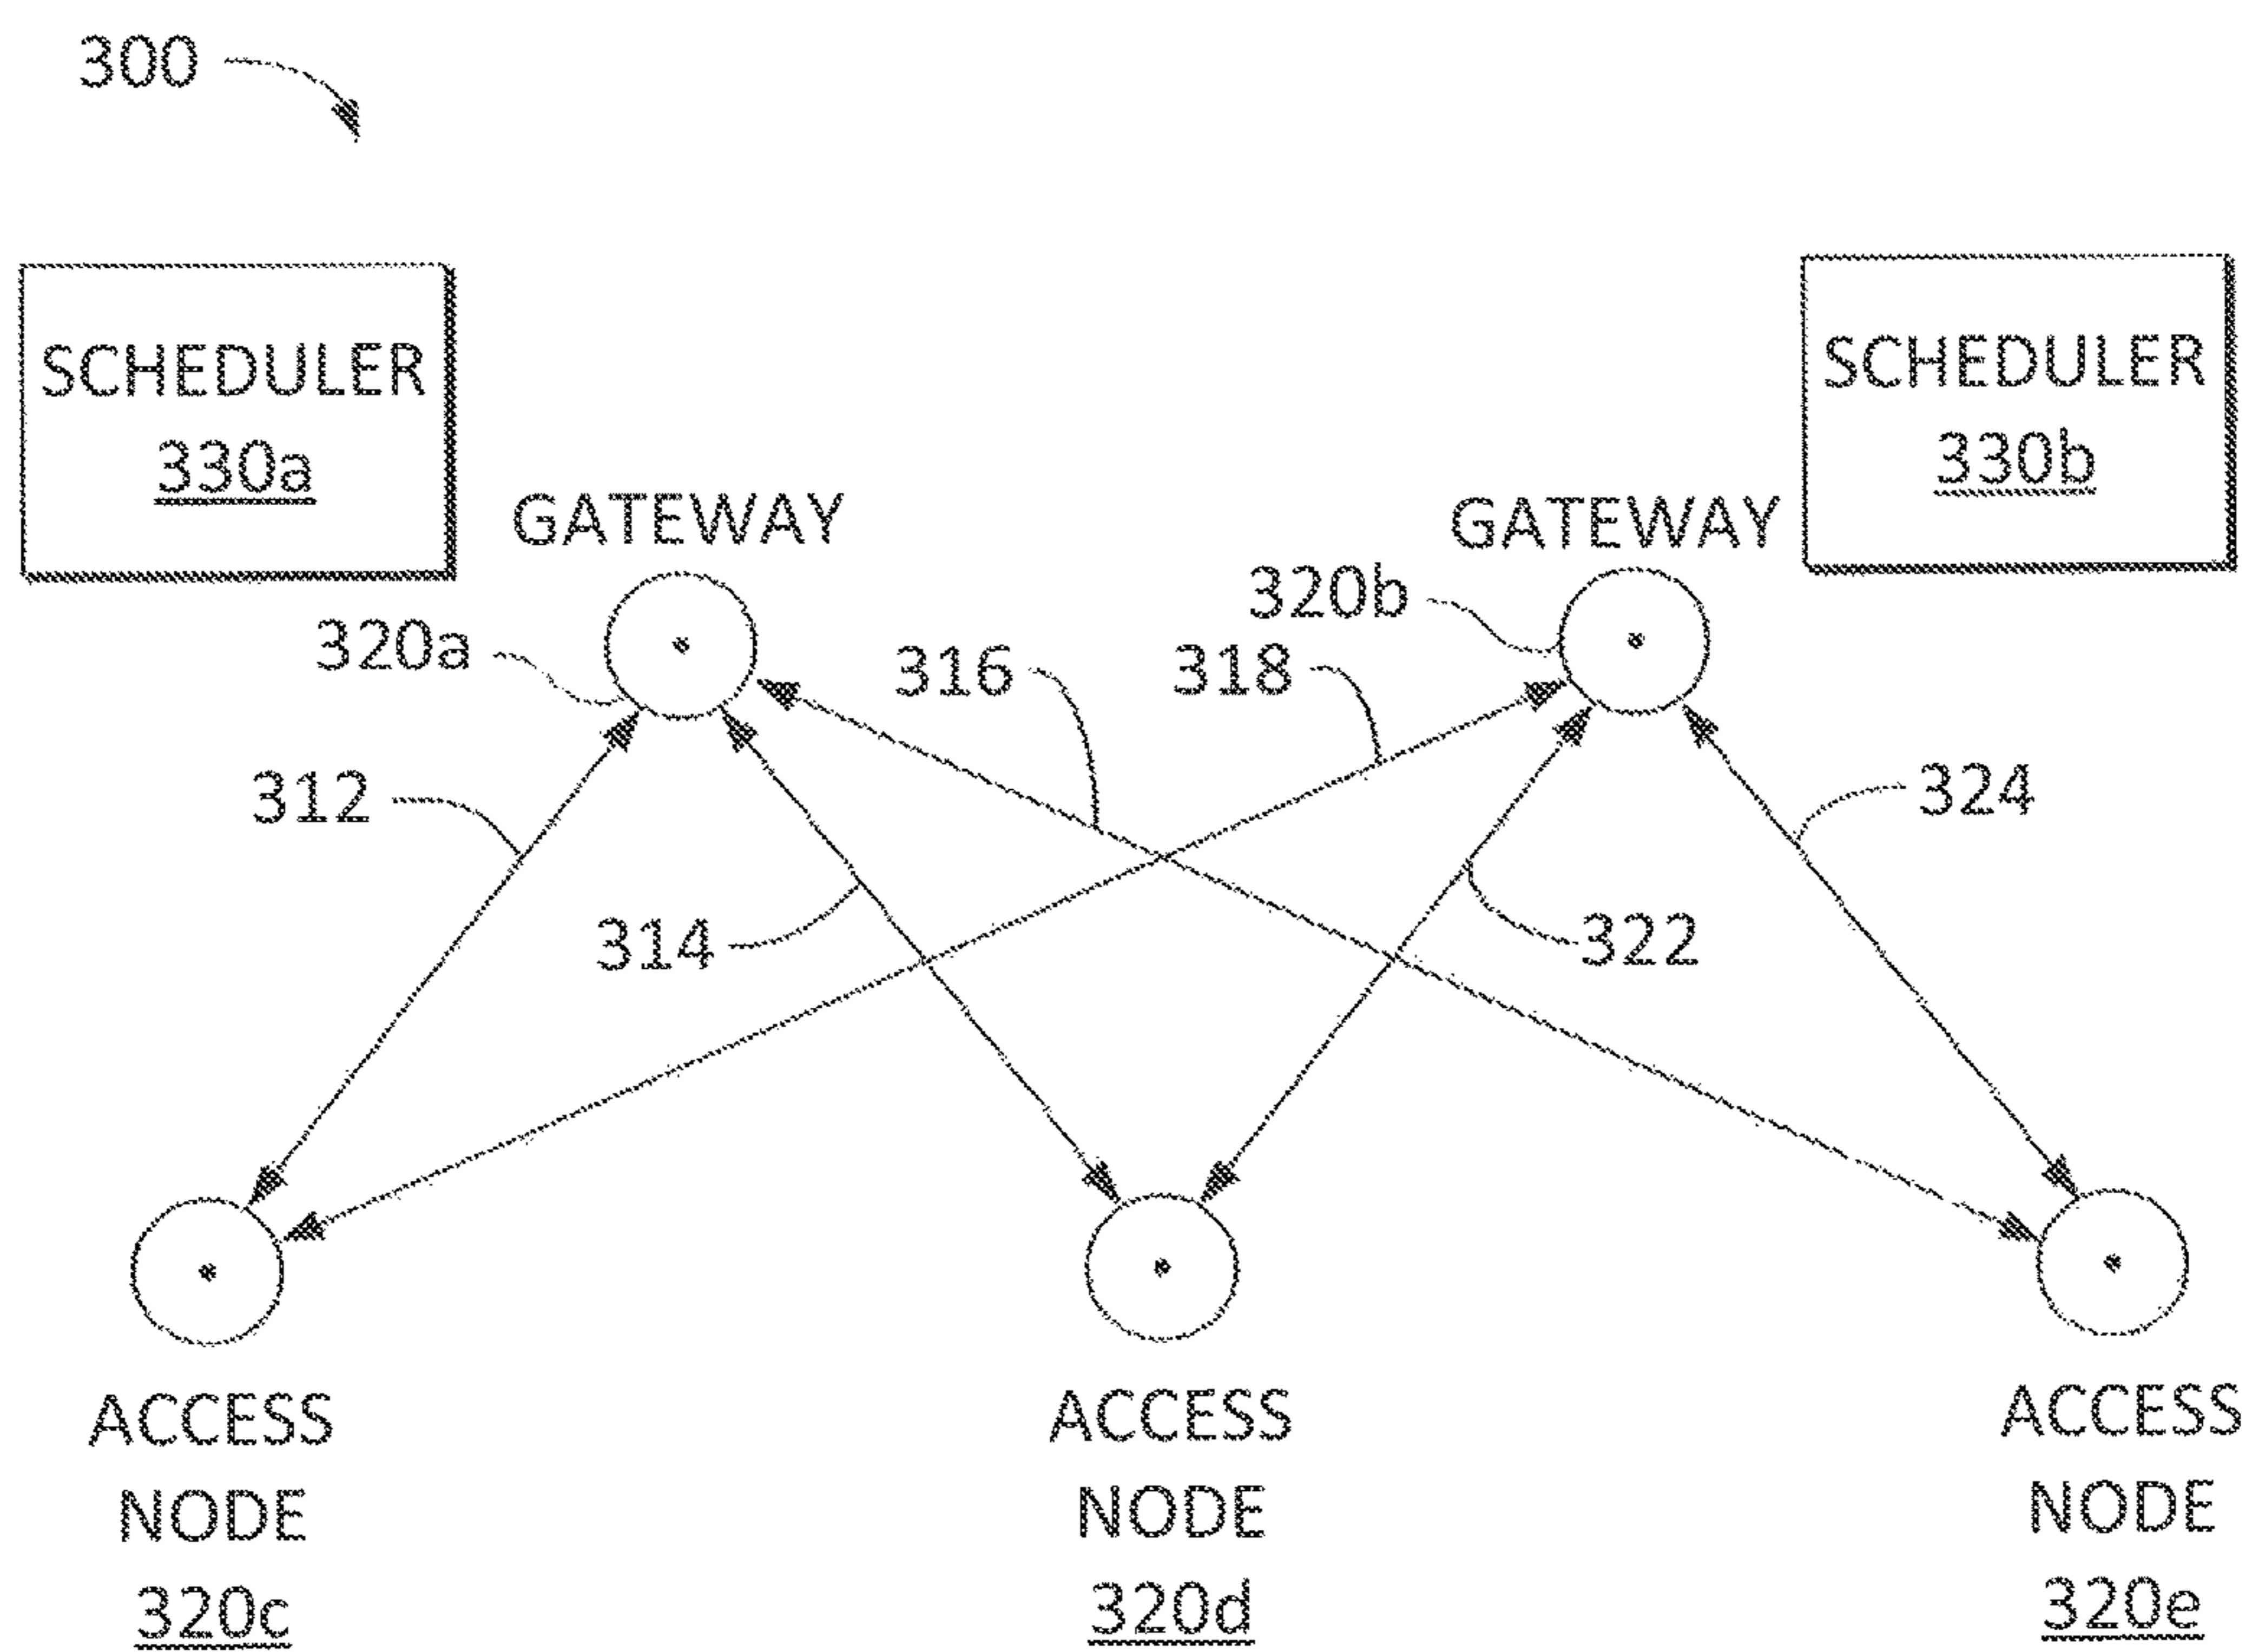 300
SCHEDULER
330a
SCHEDULER
330b
GATEWAY
GATEWAY
320a
320b
316
318
312
324
314
322
ACCESS
NODE
320c
ACCESS
NODE
320d
ACCESS
NODE
320e